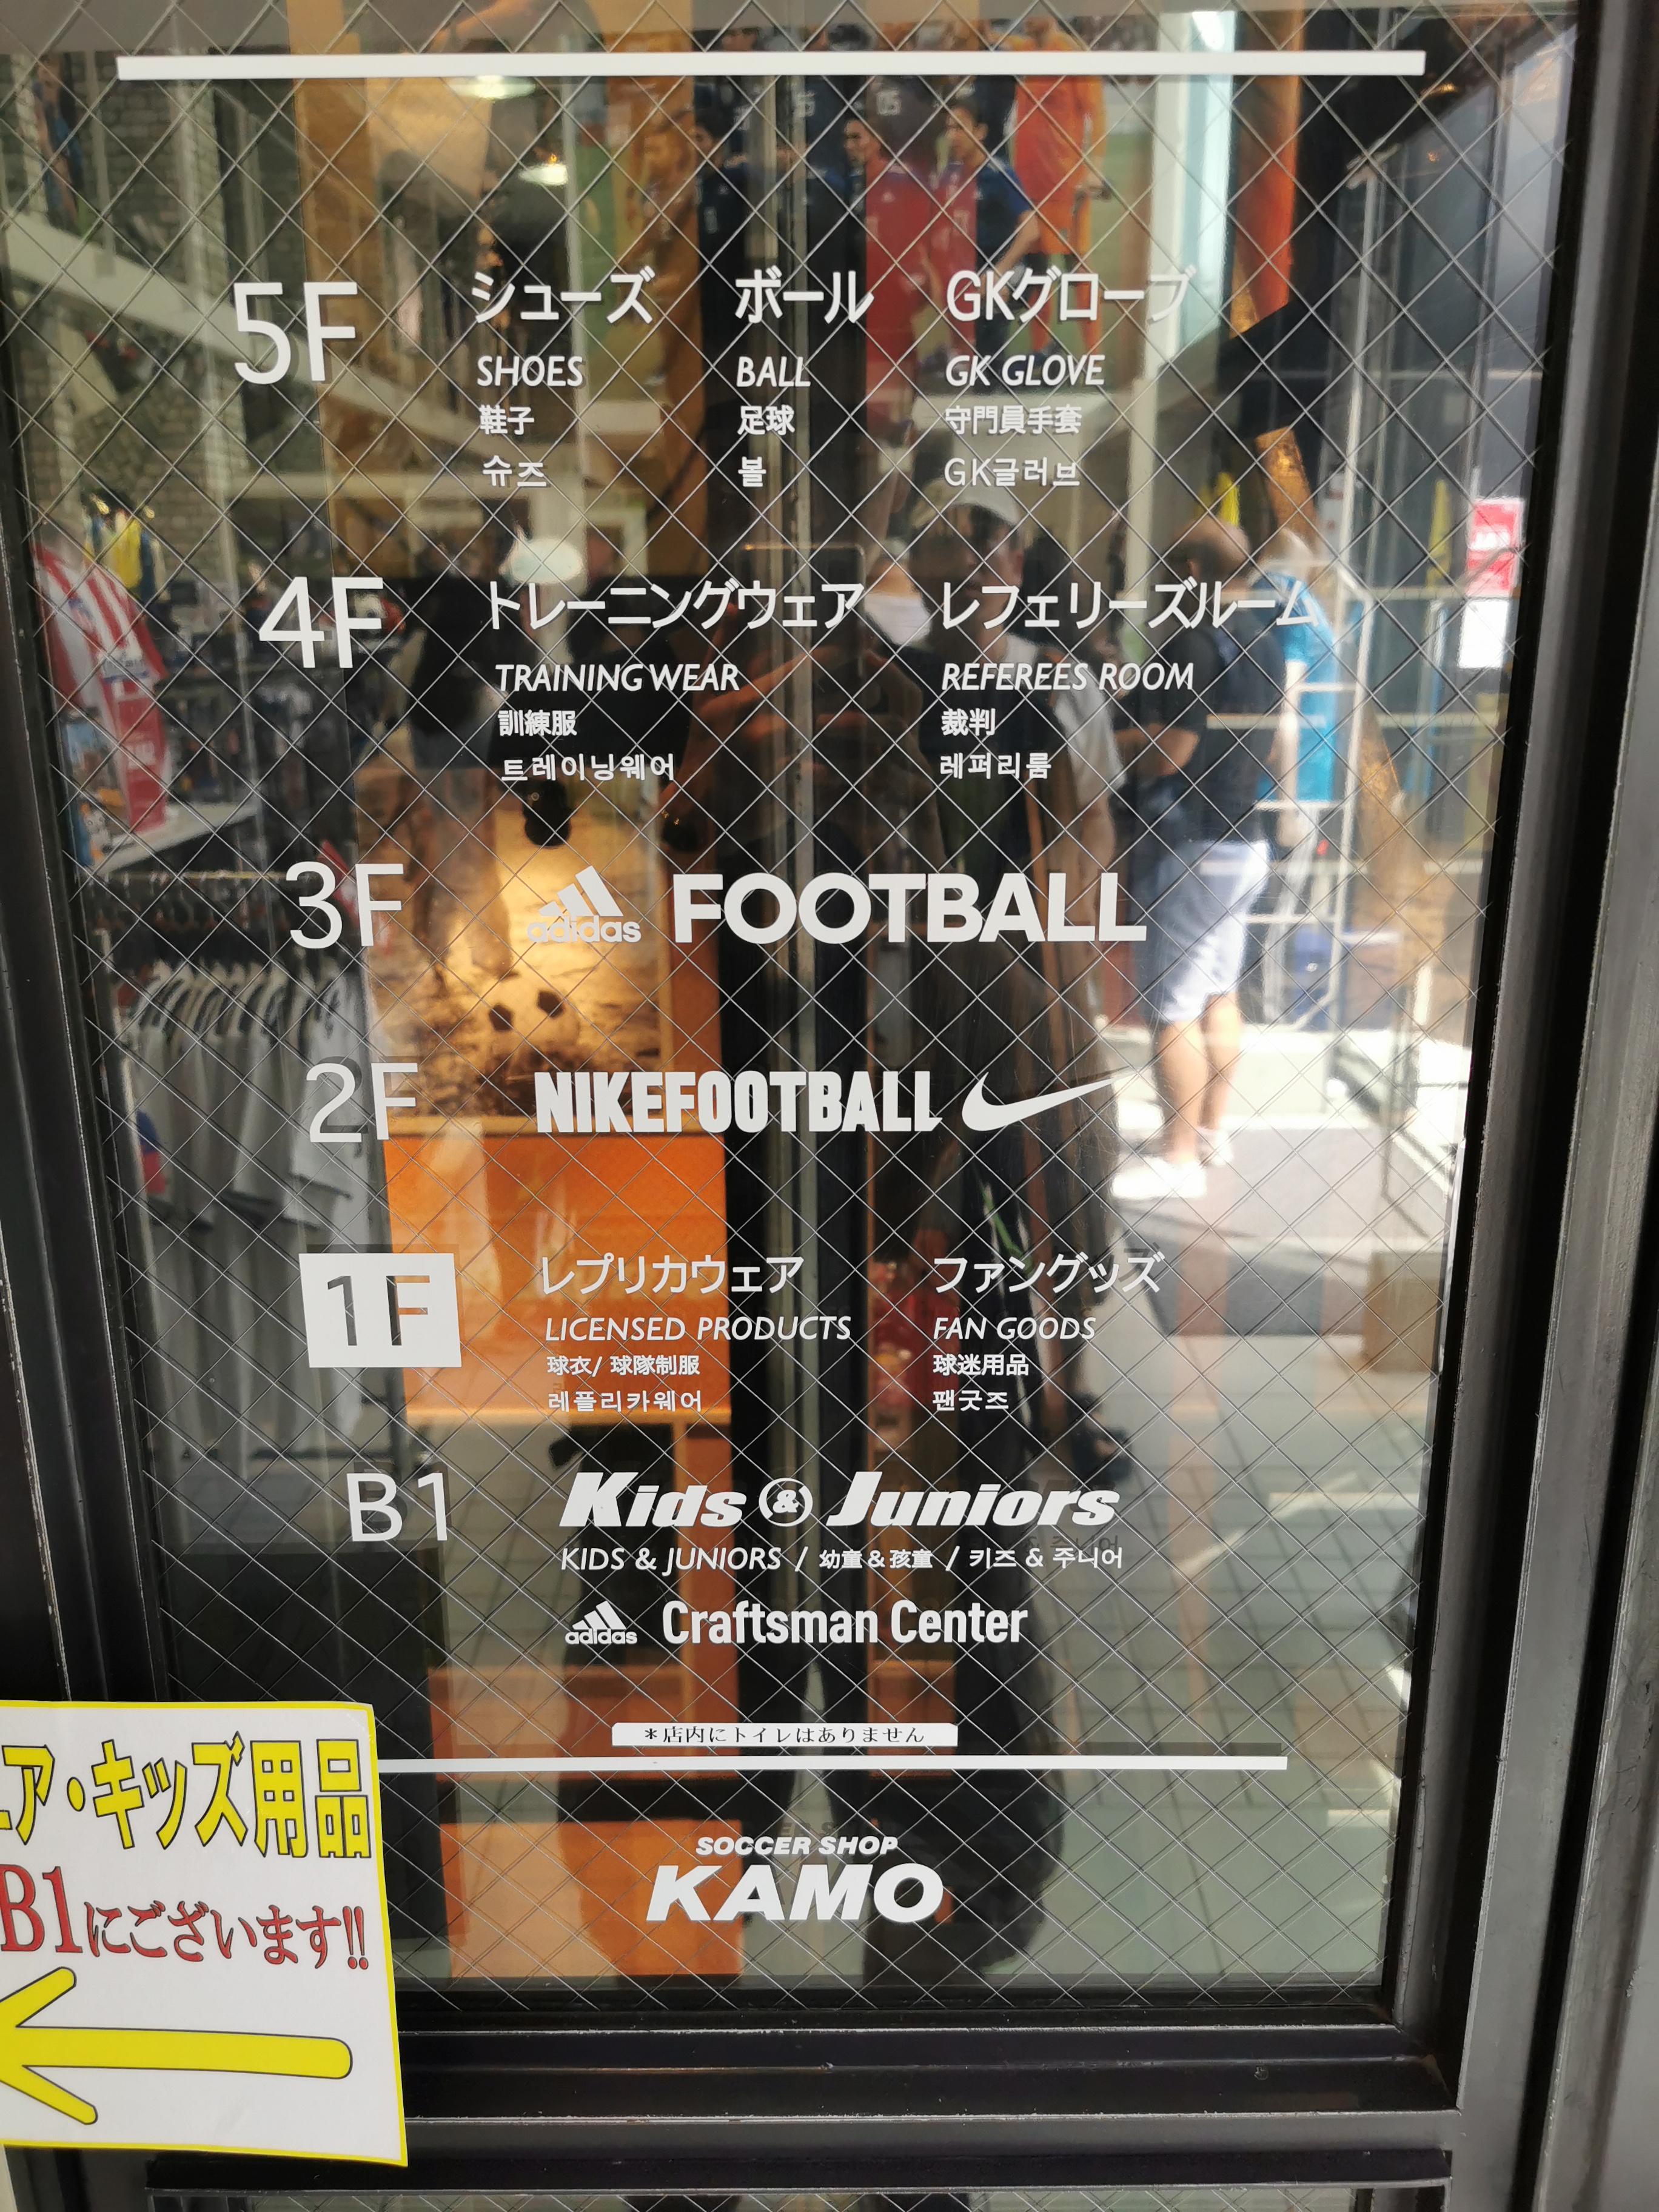 5F シューズ ボール GKグローブ
SHOES BALL GK GLOVE
鞋子 足球 守門員手套
슈즈 볼 GK글러브
4F トレーニングウェア レフェリーズルーム
TRAINING WEAR REFEREES ROOM
訓練服 裁判
트레이닝웨어 레퍼리룸
3F adidas FOOTBALL
2F NIKEFOOTBALL
1F レプリカウェア ファングッズ
LICENSED PRODUCTS FAN GOODS
球衣/ 球隊制服 球迷用品
레플리카웨어 팬굿즈
B1 Kids & Juniors
KIDS & JUNIORS / 幼童&孩童 / 키즈 & 주니어
adidas Craftsman Center
*店内にトイレはありません
SOCCER SHOP
KAMO
ア・キッズ用品
B1にございます!!